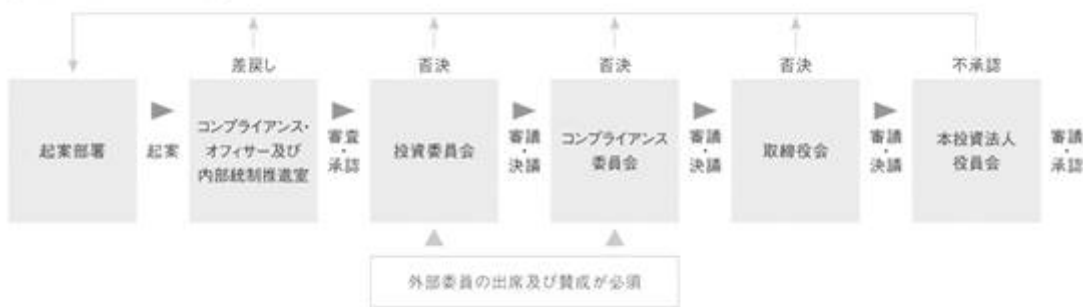 差戻し
否決
否決
否決
不承認
起案部署
起案
コンプライアンス・
オフィサー及び
内部統制推進室
審査・承認
投資委員会
審議・決議
コンプライアンス
委員会
審議・決議
取締役会
審議・決議
本投資法人
役員会
審議・承認
外部委員の出席及び賛成が必須